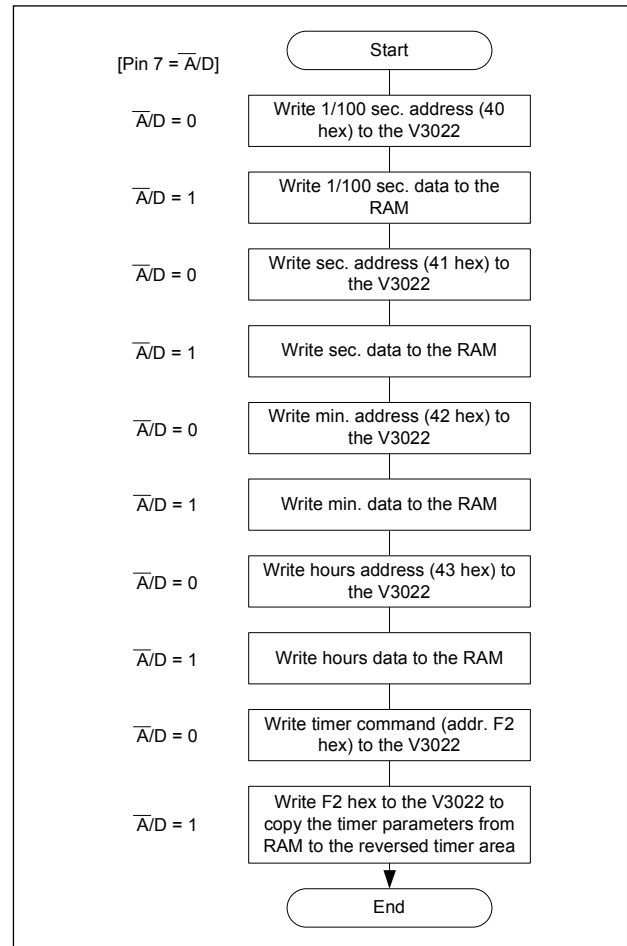 Start
[Pin 7 = A̅/D]
A̅/D = 0
Write 1/100 sec. address (40
hex) to the V3022
A̅/D = 1
Write 1/100 sec. data to the
RAM
A̅/D = 0
Write sec. address (41 hex) to
the V3022
A̅/D = 1
Write sec. data to the RAM
A̅/D = 0
Write min. address (42 hex) to
the V3022
A̅/D = 1
Write min. data to the RAM
A̅/D = 0
Write hours address (43 hex) to
the V3022
A̅/D = 1
Write hours data to the RAM
A̅/D = 0
Write timer command (addr. F2
hex) to the V3022
A̅/D = 1
Write F2 hex to the V3022 to
copy the timer parameters from
RAM to the reversed timer area
End